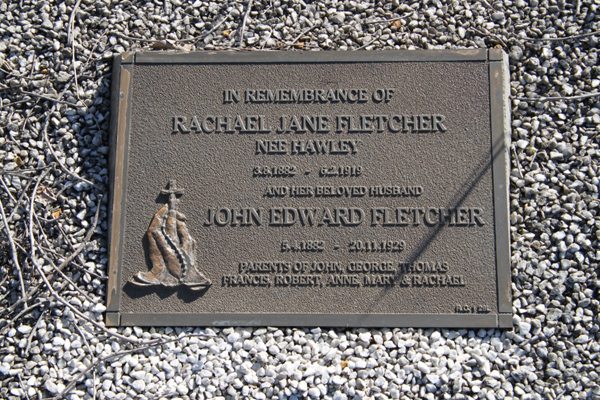 IN REMEMBRANCE OF
RACHAEL JANE FLETCHER
NEE HAWLEY
3.8.1882 - 6.2.1919
AND HER BELOVED HUSBAND
JOHN EDWARD FLETCHER
5.4.1882 - 20.11.1929
PARENTS OF JOHN, GEORGE, THOMAS
FRANCIS, ROBERT, ANNE, MARY & RACHAEL